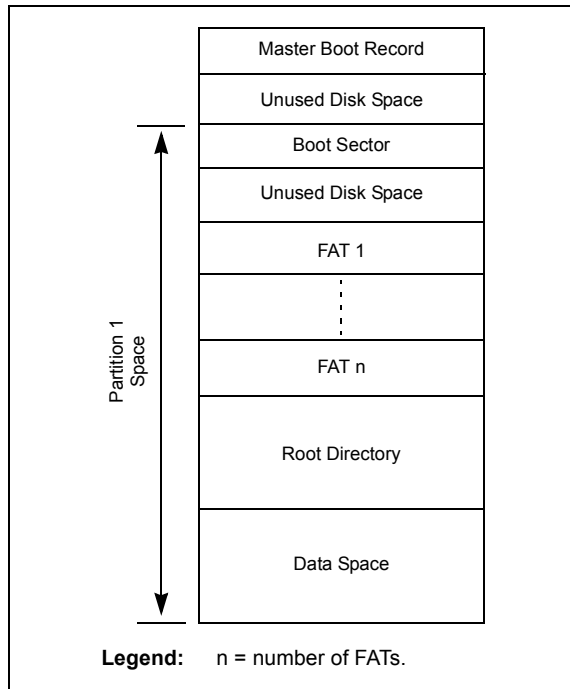 Master Boot Record
Unused Disk Space
Boot Sector
Unused Disk Space
FAT 1
FAT n
Root Directory
Data Space
Partition 1
Space
Legend: n = number of FATs.